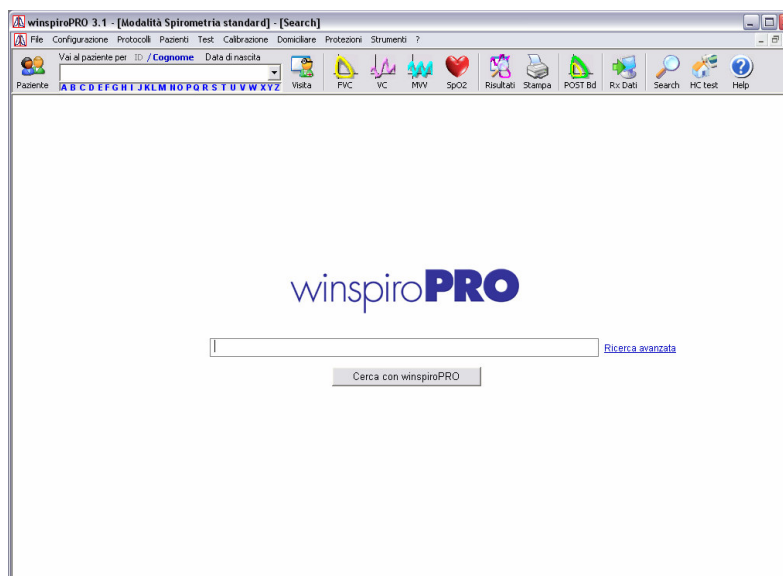 winspiroPRO 3.1 - [Modalità Spirometria standard] - [Search]
File Configurazione Protocolli Pazienti Test Calibrazione Domiciliare Protezioni Strumenti ?
Vai al paziente per ID / Cognome Data di nascita
A B C D E F G H I J K L M N O P Q R S T U V W X Y Z
Paziente Visita FVC VC MVV SpO2 Risultati Stampa POST Bd Rx Dati Search HC test Help
winspiroPRO
Ricerca avanzata
Cerca con winspiroPRO